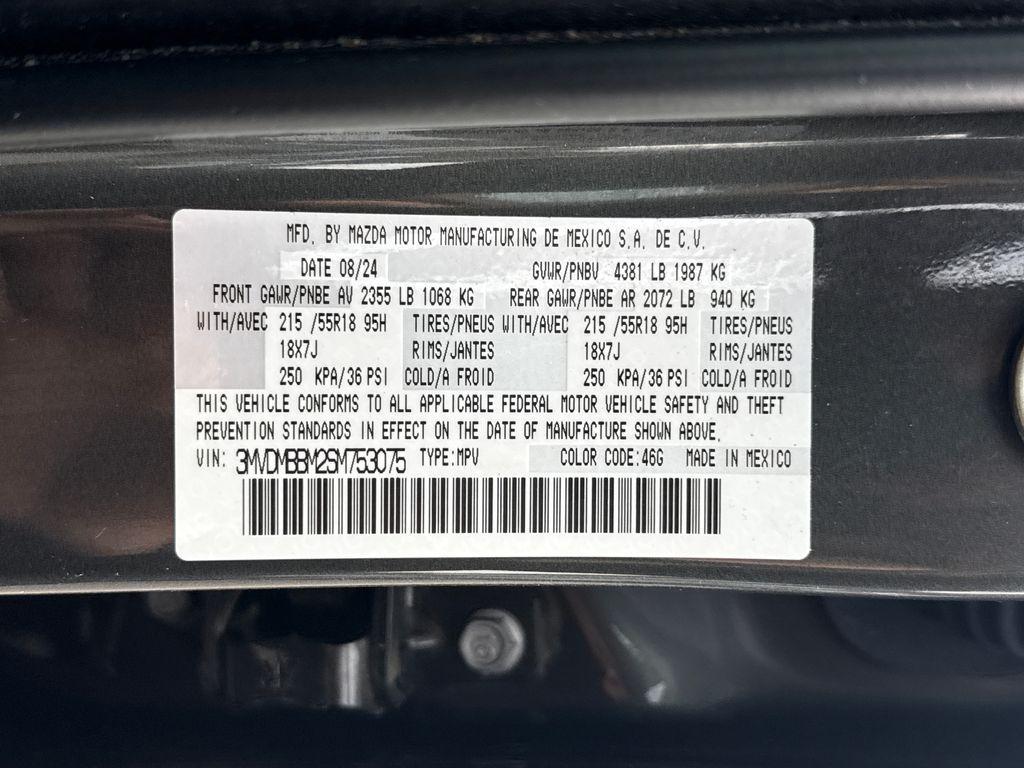 MFD. BY MAZDA MOTOR MANUFACTURING DE MEXICO S.A. DE C.V.
DATE 08/24 GVWR/PNBV 4381 LB 1987 KG
FRONT GAWR/PNBE AV 2355 LB 1068 KG REAR GAWR/PNBE AR 2072 LB 940 KG
WITH/AVEC 215 /55R18 95H TIRES/PNEUS WITH/AVEC 215 /55R18 95H TIRES/PNEUS
18X7J RIMS/JANTES 18X7J RIMS/JANTES
250 KPA/36 PSI COLD/A FROID 250 KPA/36 PSI COLD/A FROID
THIS VEHICLE CONFORMS TO ALL APPLICABLE FEDERAL MOTOR VEHICLE SAFETY AND THEFT
PREVENTION STANDARDS IN EFFECT ON THE DATE OF MANUFACTURE SHOWN ABOVE.
VIN: 3MVDMBBM2SM753075 TYPE:MPV COLOR CODE:46G MADE IN MEXICO